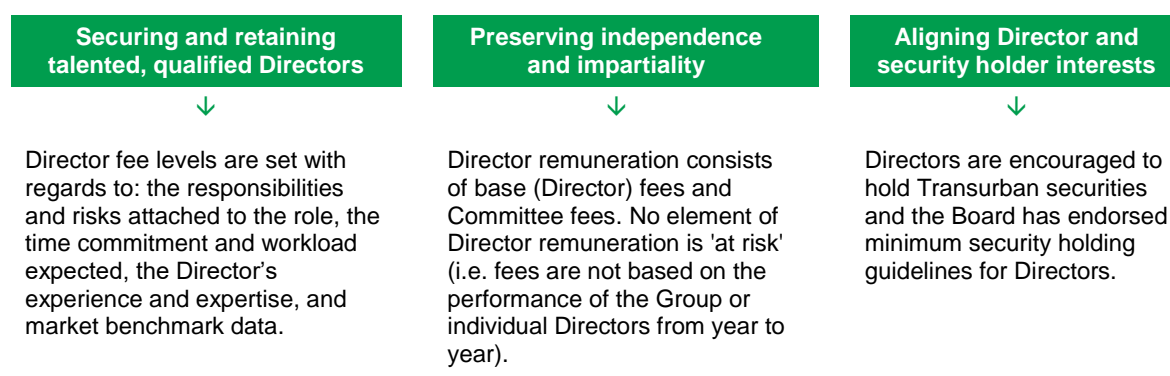 Securing and retaining
talented, qualified Directors
Director fee levels are set with
regards to: the responsibilities
and risks attached to the role, the
time commitment and workload
expected, the Director’s
experience and expertise, and
market benchmark data.
Preserving independence
and impartiality
Director remuneration consists
of base (Director) fees and
Committee fees. No element of
Director remuneration is 'at risk'
(i.e. fees are not based on the
performance of the Group or
individual Directors from year to
year).
Aligning Director and
security holder interests
Directors are encouraged to
hold Transurban securities
and the Board has endorsed
minimum security holding
guidelines for Directors.